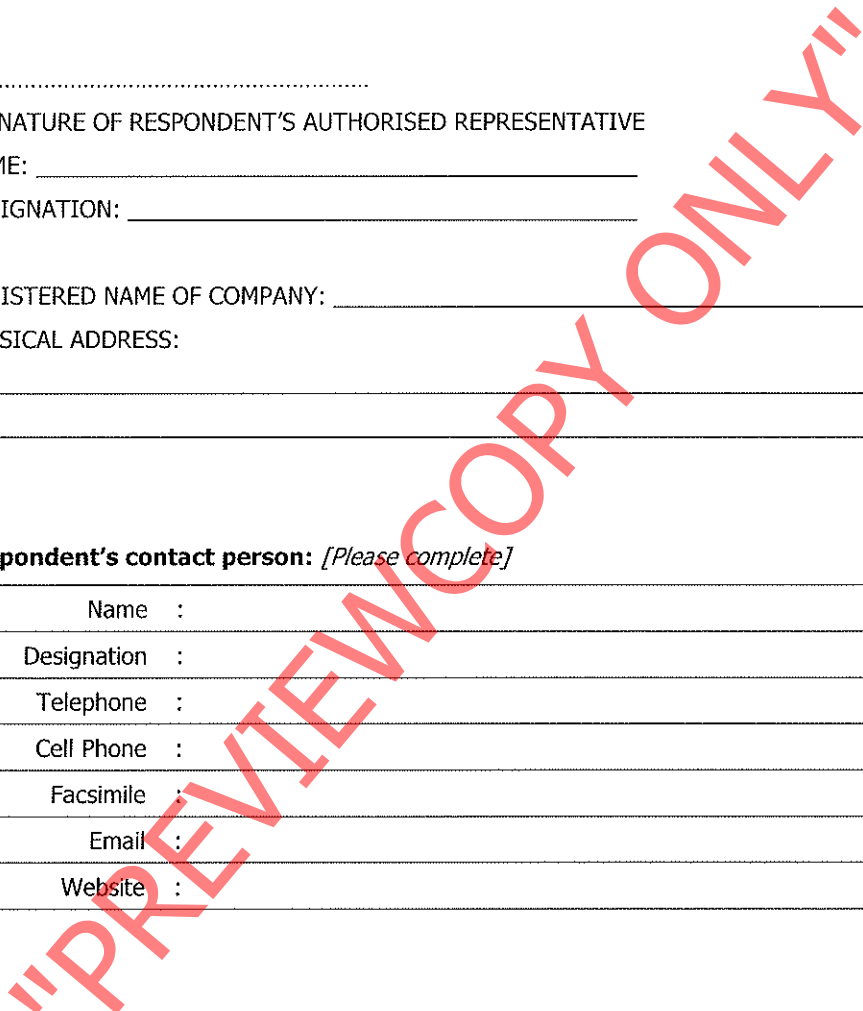 NATURE OF RESPONDENT'S AUTHORISED REPRESENTATIVE
ME:
IGNATION:
ISTERED NAME OF COMPANY:
SICAL ADDRESS:
pondent's contact person: [Please complete]
Name :
Designation :
Telephone :
Cell Phone :
Facsimile :
Email :
Website :
"PREVIEWCOPY ONLY"